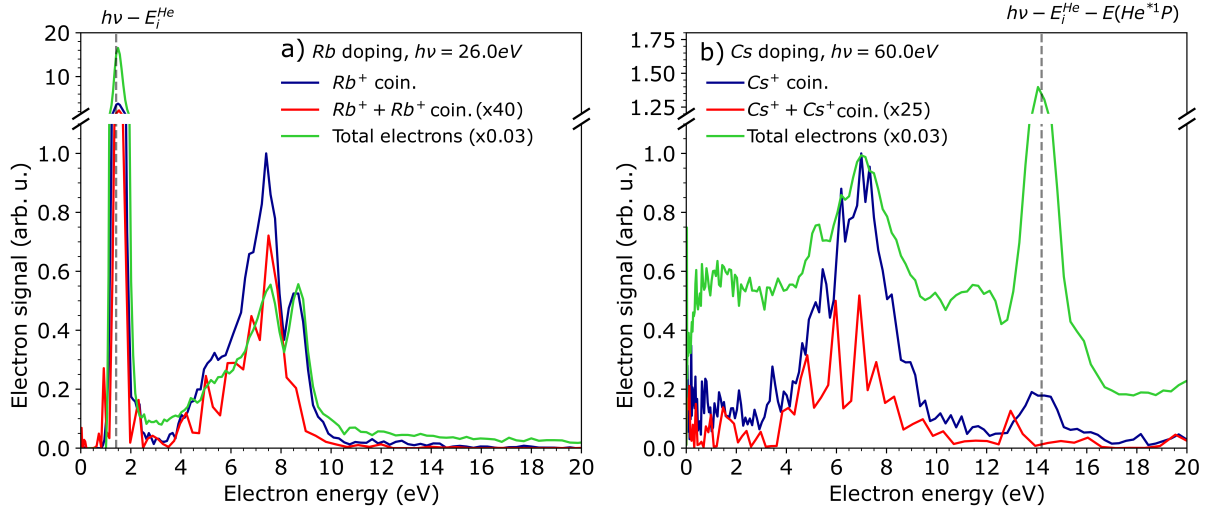 hν − E_i^{He}
hν − E_i^{He} − E(He^{*1}P)
a) Rb doping, hν = 26.0eV
Rb⁺ coin.
Rb⁺ + Rb⁺ coin. (x40)
Total electrons (x0.03)
20
10
1.0
0.8
0.6
0.4
0.2
0.0
Electron signal (arb. u.)
0 2 4 6 8 10 12 14 16 18 20
Electron energy (eV)
b) Cs doping, hν = 60.0eV
Cs⁺ coin.
Cs⁺ + Cs⁺coin. (x25)
Total electrons (x0.03)
1.75
1.50
1.25
1.0
0.8
0.6
0.4
0.2
0.0
Electron signal (arb. u.)
0 2 4 6 8 10 12 14 16 18 20
Electron energy (eV)